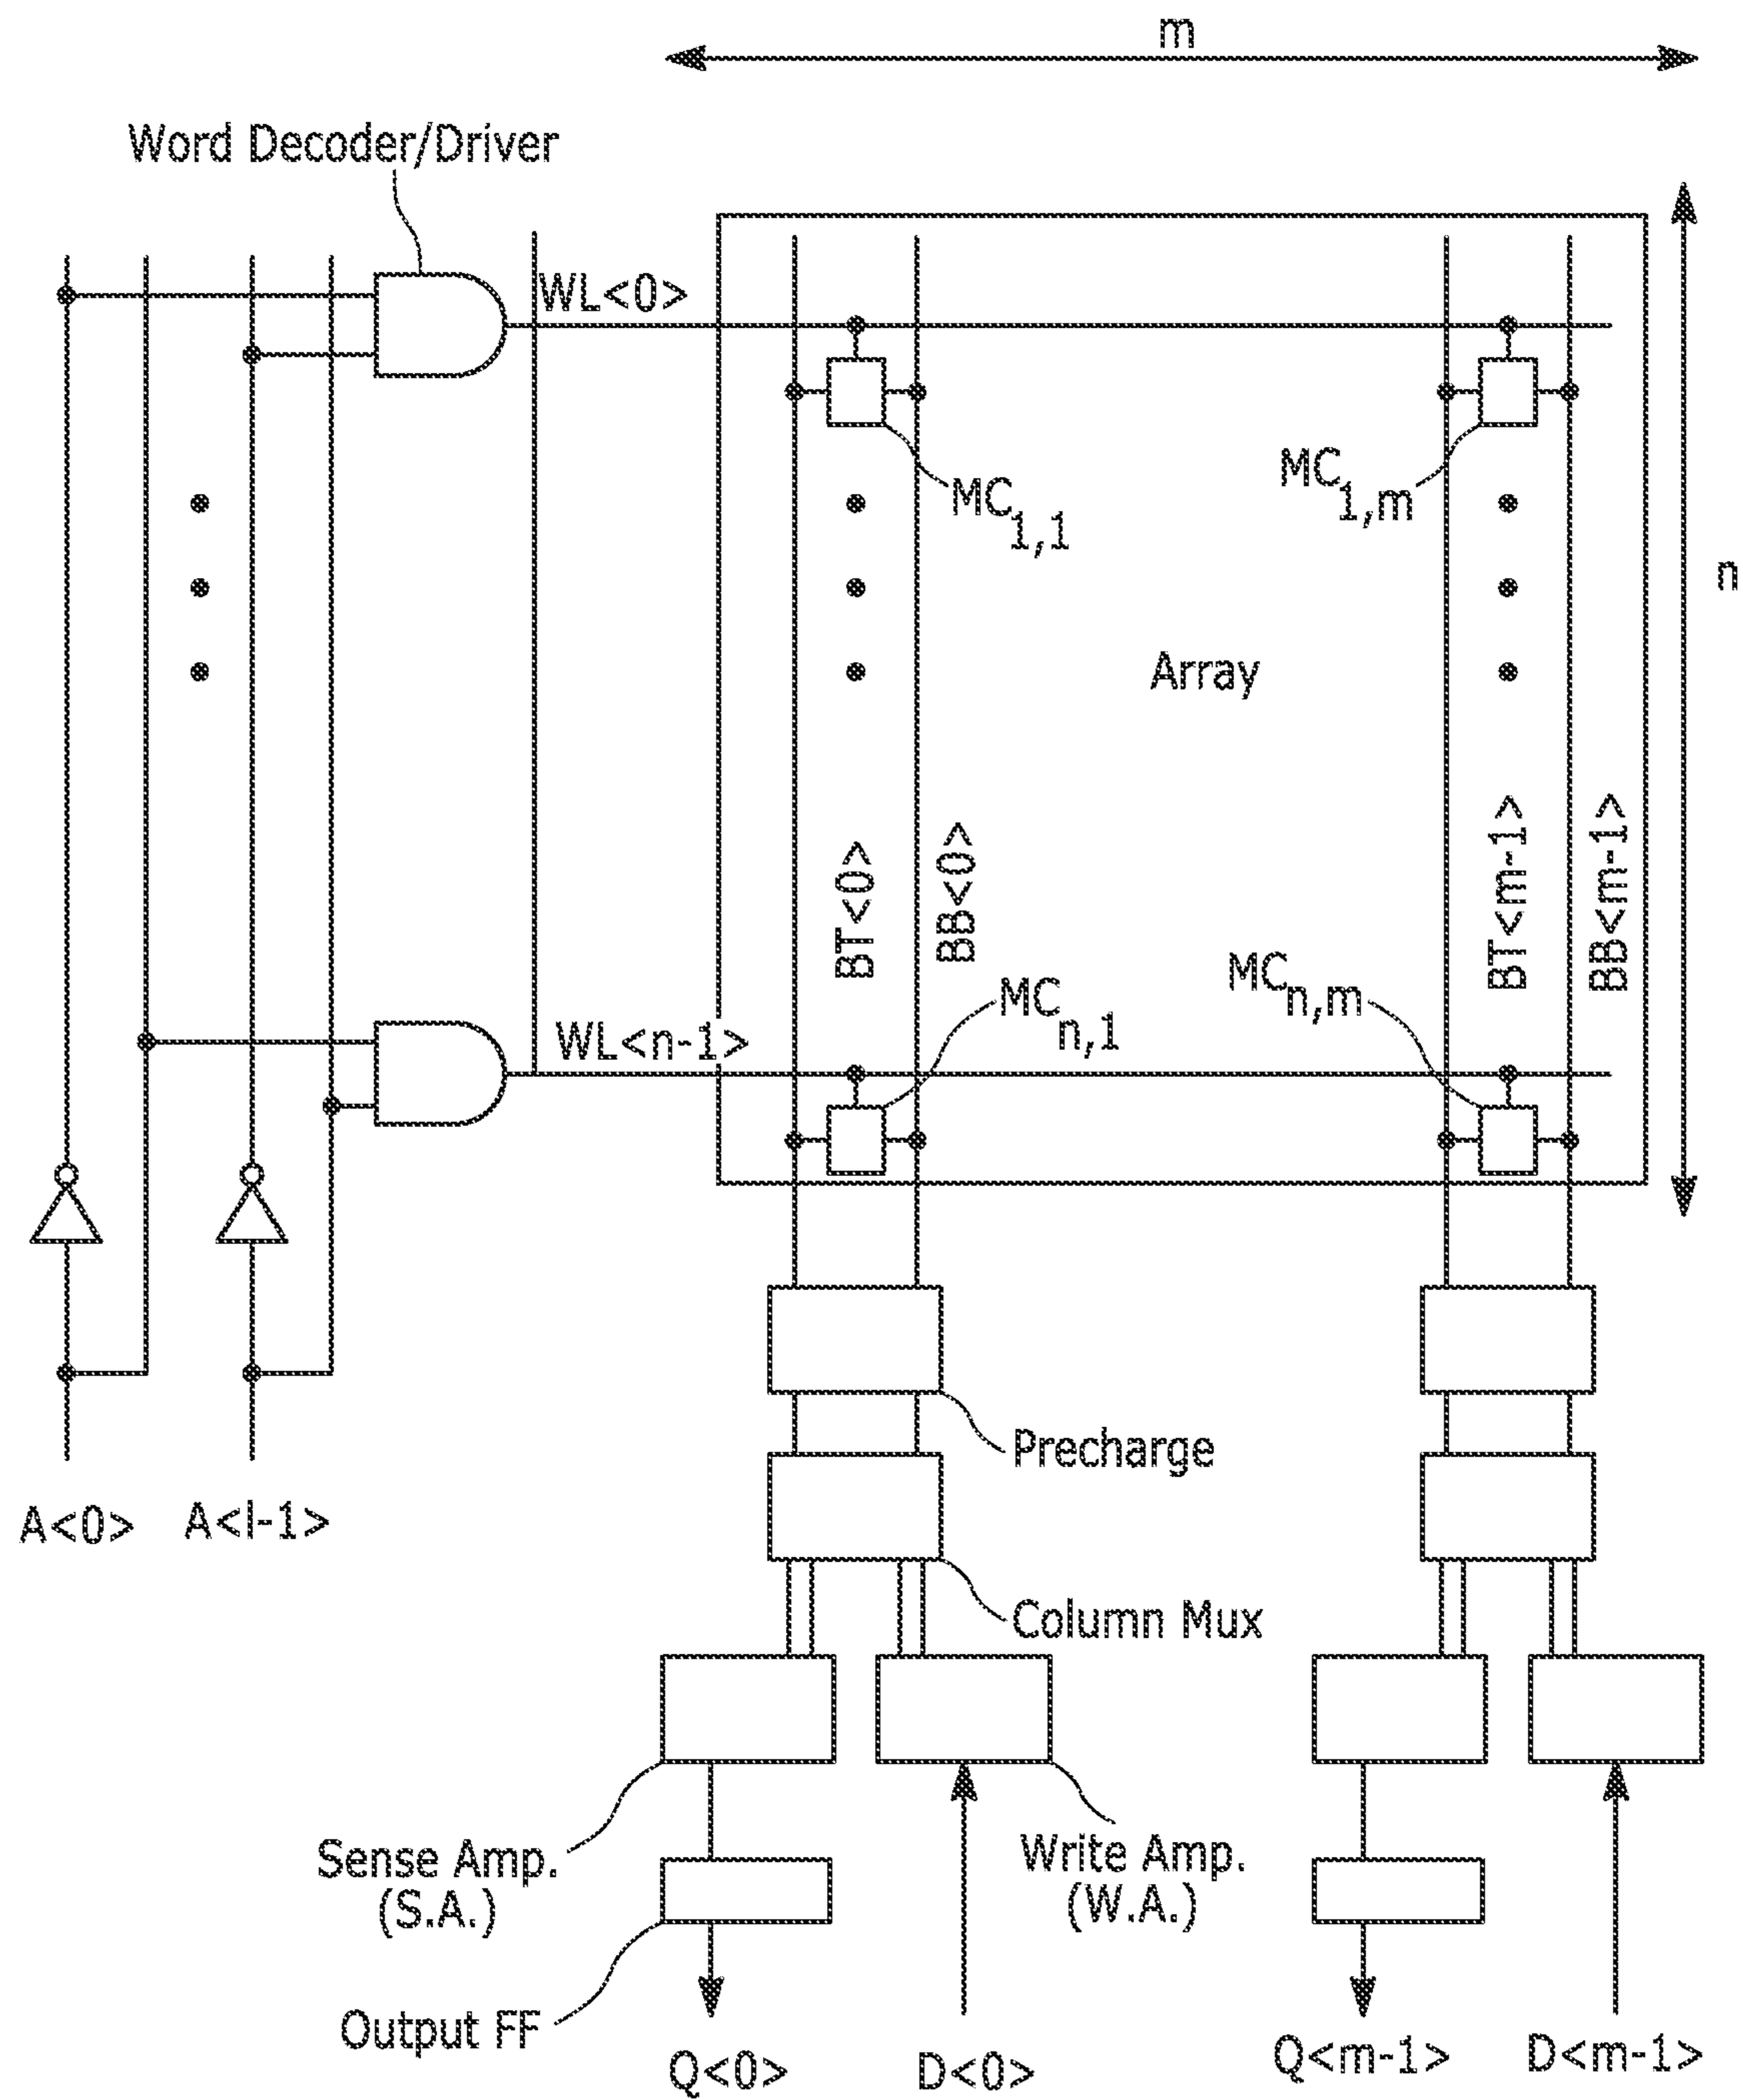 m
Word Decoder/Driver
WL<0>
MC1,1
MC1,m
n
Array
BT<0>
BB<0>
BT<m-1>
BB<m-1>
WL<n-1>
MCn,1
MCn,m
Precharge
A<0>
A<l-1>
Column Mux
Sense Amp.
(S.A.)
Write Amp.
(W.A.)
Output FF
Q<0>
D<0>
Q<m-1>
D<m-1>